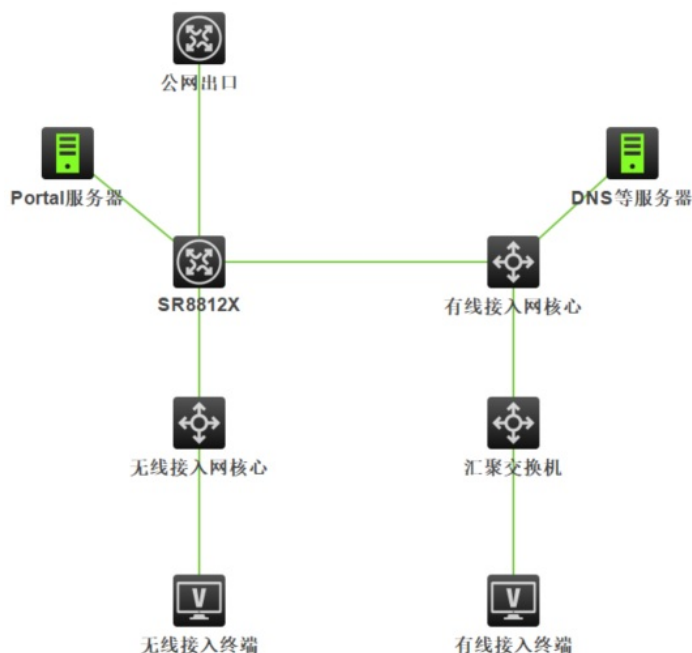 公网出口
Portal服务器
DNS等服务器
SR8812X
有线接入网核心
无线接入网核心
汇聚交换机
V
无线接入终端
V
有线接入终端